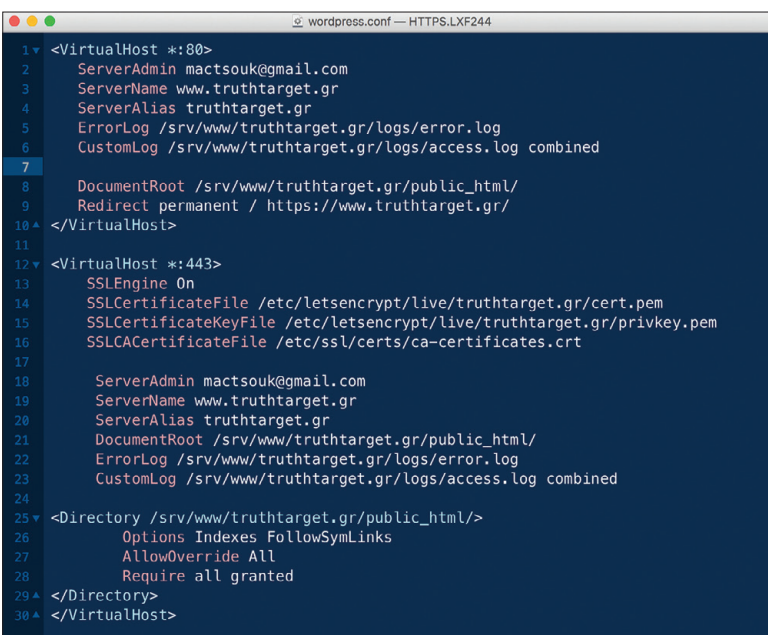 wordpress.conf — HTTPS.LXF244
1 <VirtualHost *:80>
2 ServerAdmin mactsouk@gmail.com
3 ServerName www.truthtarget.gr
4 ServerAlias truthtarget.gr
5 ErrorLog /srv/www/truthtarget.gr/logs/error.log
6 CustomLog /srv/www/truthtarget.gr/logs/access.log combined
7
8 DocumentRoot /srv/www/truthtarget.gr/public_html/
9 Redirect permanent / https://www.truthtarget.gr/
10 </VirtualHost>
11
12 <VirtualHost *:443>
13 SSLEngine On
14 SSLCertificateFile /etc/letsencrypt/live/truthtarget.gr/cert.pem
15 SSLCertificateKeyFile /etc/letsencrypt/live/truthtarget.gr/privkey.pem
16 SSLCACertificateFile /etc/ssl/certs/ca-certificates.crt
17
18 ServerAdmin mactsouk@gmail.com
19 ServerName www.truthtarget.gr
20 ServerAlias truthtarget.gr
21 DocumentRoot /srv/www/truthtarget.gr/public_html/
22 ErrorLog /srv/www/truthtarget.gr/logs/error.log
23 CustomLog /srv/www/truthtarget.gr/logs/access.log combined
24
25 <Directory /srv/www/truthtarget.gr/public_html/>
26 Options Indexes FollowSymLinks
27 AllowOverride All
28 Require all granted
29 </Directory>
30 </VirtualHost>